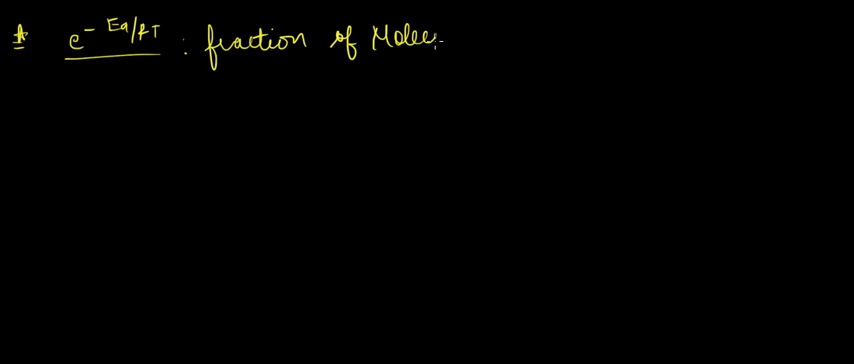 * e^{-Ea/RT} : fraction of Molec